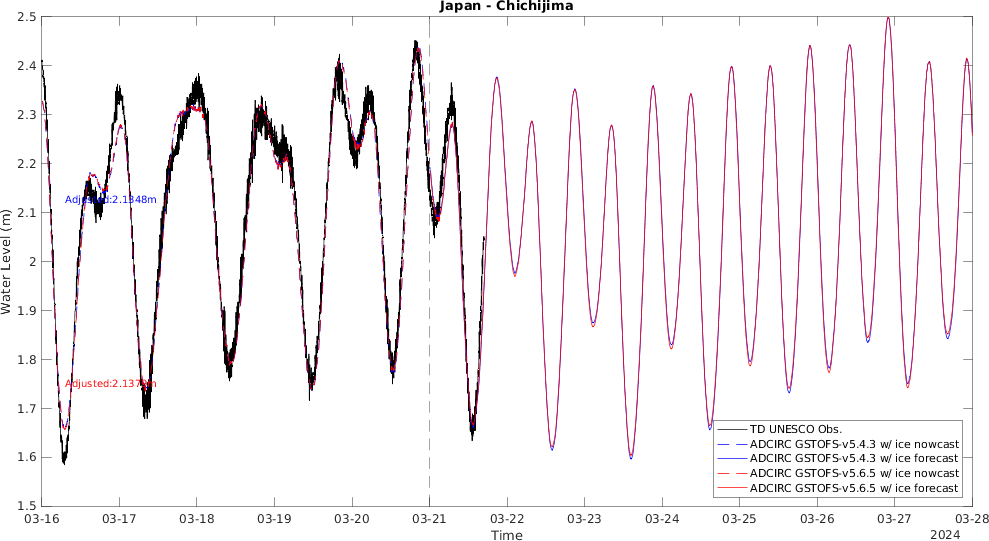 Japan - Chichijima
Water Level (m)
2.5
2.4
2.3
2.2
2.1
2
1.9
1.8
1.7
1.6
1.5
Adjusted:2.1348m
03-16
03-17
03-18
03-19
03-20
03-21
03-22
03-23
03-24
03-25
03-26
03-27
03-28
Time
2024
TD UNESCO Obs.
ADCIRC GSTOFS-v5.4.3 w/ ice nowcast
ADCIRC GSTOFS-v5.4.3 w/ ice forecast
ADCIRC GSTOFS-v5.6.5 w/ ice nowcast
ADCIRC GSTOFS-v5.6.5 w/ ice forecast